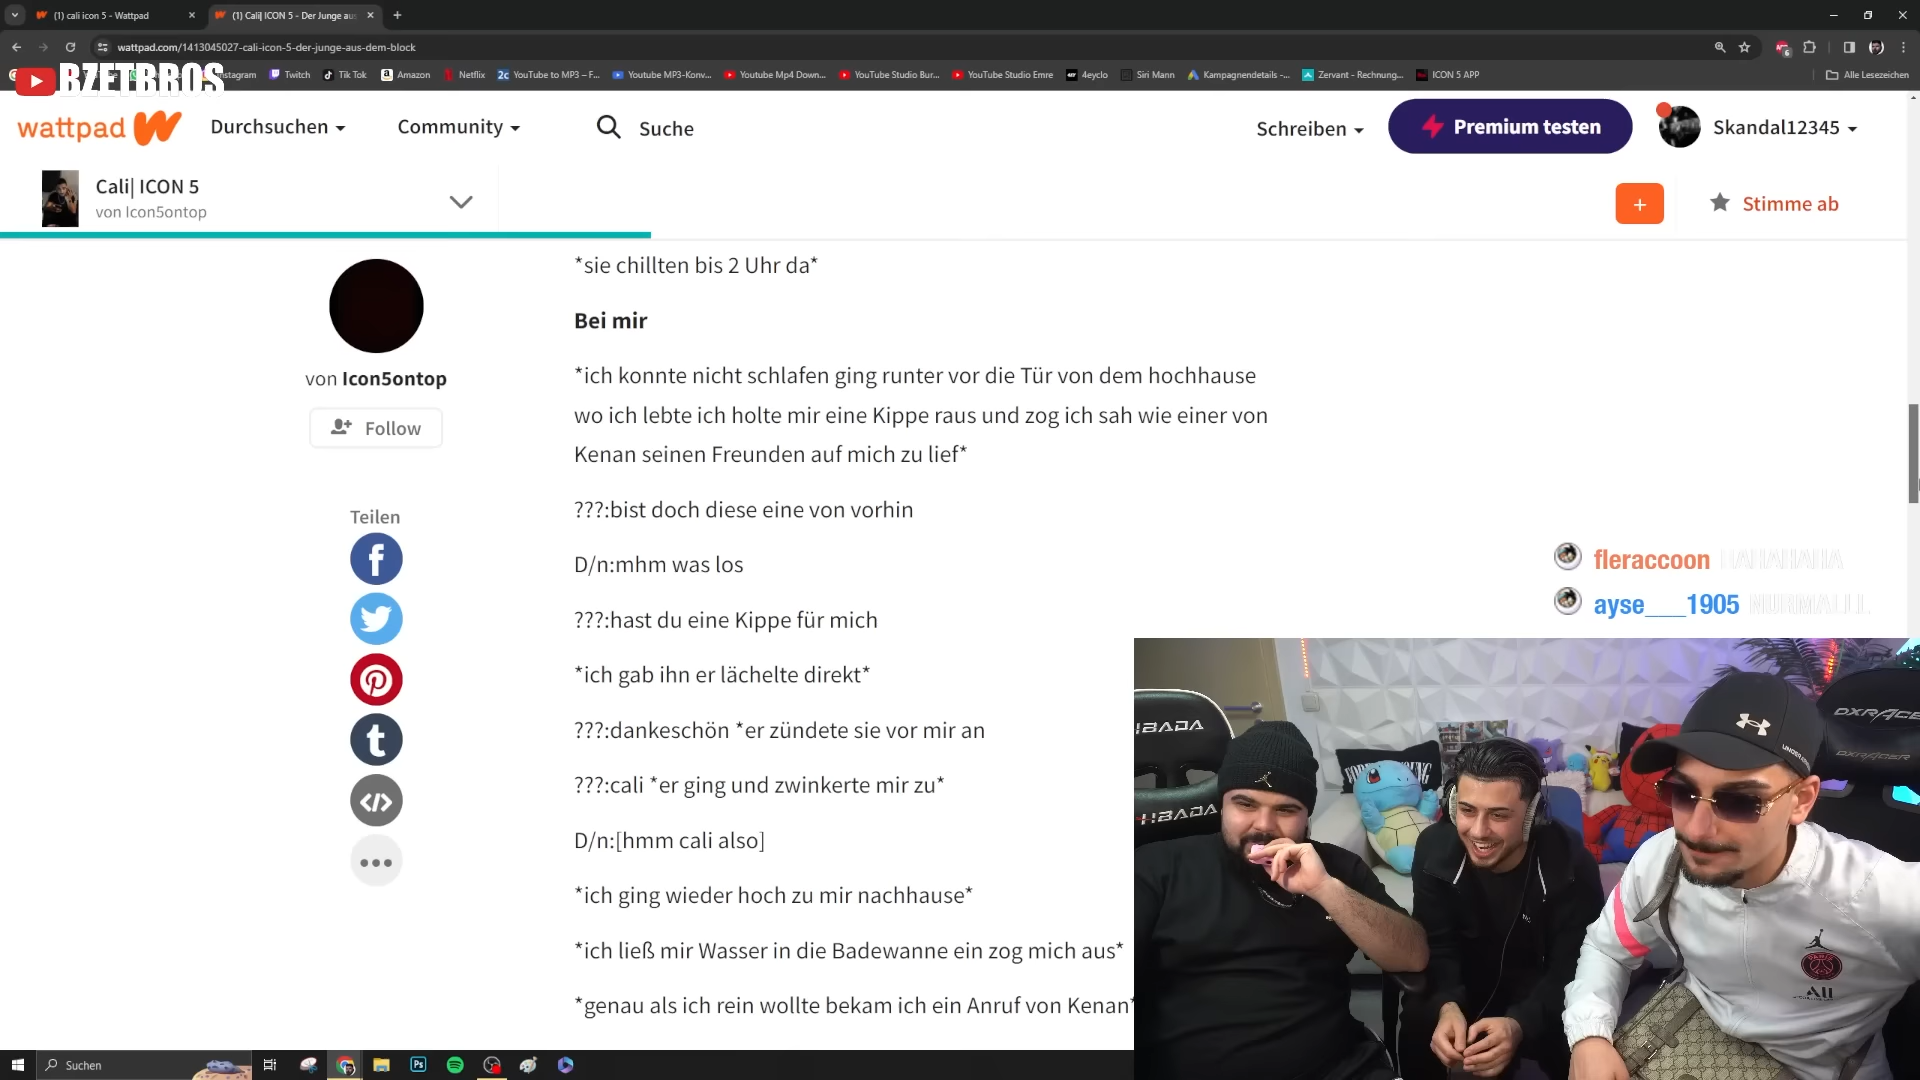 (1) cali icon 5 - Wattpad
(1) Cali| ICON 5 - Der Junge aus
wattpad.com/1413045027-cali-icon-5-der-junge-aus-dem-block
Instagram
Twitch
Tik Tok
Amazon
Netflix
YouTube to MP3 – F...
Youtube MP3-Konv...
Youtube Mp4 Down...
YouTube Studio Bur...
YouTube Studio Emre
4eyclo
Siri Mann
Kampagnendetails -...
Zervant - Rechnung...
ICON 5 APP
Alle Lesezeichen
BZETBROS
wattpad
Durchsuchen
Community
Suche
Schreiben
Premium testen
Skandal12345
Cali| ICON 5
von Icon5ontop
+
Stimme ab
von Icon5ontop
Follow
Teilen
*sie chillten bis 2 Uhr da*
Bei mir
*ich konnte nicht schlafen ging runter vor die Tür von dem hochhause
wo ich lebte ich holte mir eine Kippe raus und zog ich sah wie einer von
Kenan seinen Freunden auf mich zu lief*
???:bist doch diese eine von vorhin
D/n:mhm was los
???:hast du eine Kippe für mich
*ich gab ihn er lächelte direkt*
???:dankeschön *er zündete sie vor mir an
???:cali *er ging und zwinkerte mir zu*
D/n:[hmm cali also]
*ich ging wieder hoch zu mir nachhause*
*ich ließ mir Wasser in die Badewanne ein zog mich aus*
*genau als ich rein wollte bekam ich ein Anruf von Kenan*
fleraccoon HAHAHAHA
ayse___1905 NORMALLL
HBADA
HBADA
DXRACER
UNDER
PARIS
Suchen